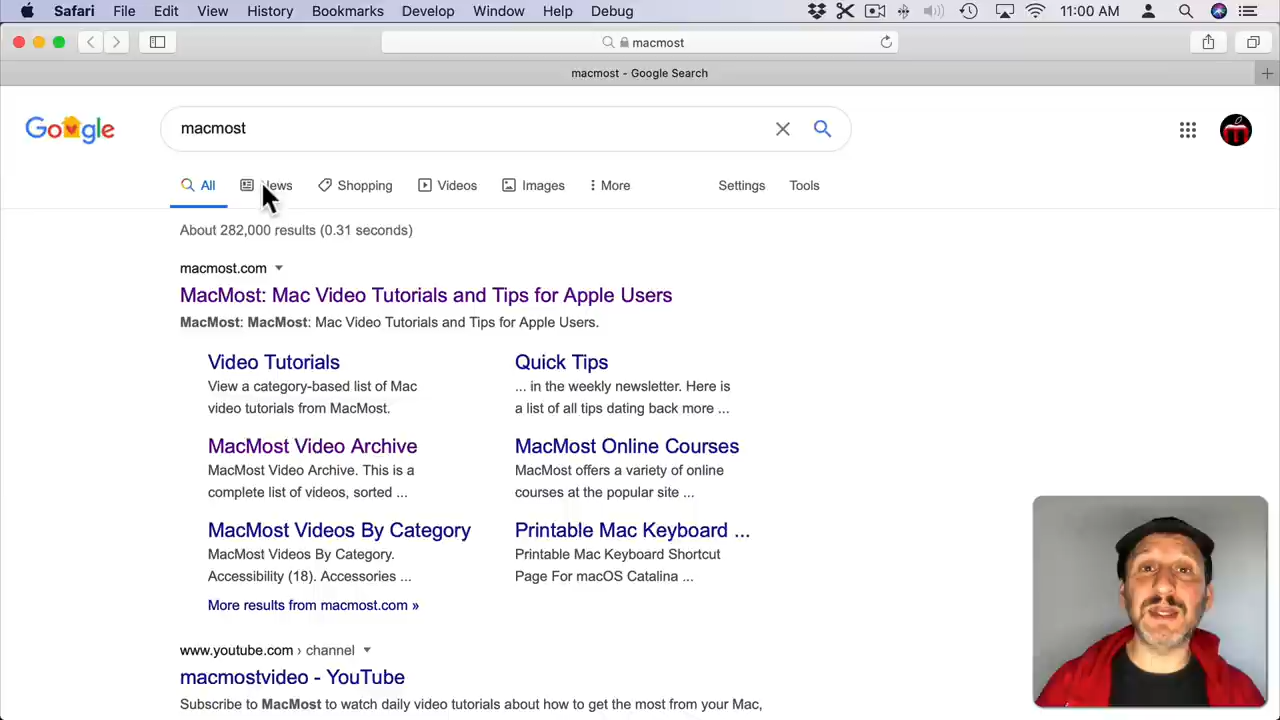 Safari File Edit View History Bookmarks Develop Window Help Debug 11:00 AM
macmost
macmost - Google Search
Google
macmost
All News Shopping Videos Images More Settings Tools
About 282,000 results (0.31 seconds)
macmost.com
MacMost: Mac Video Tutorials and Tips for Apple Users
MacMost: MacMost: Mac Video Tutorials and Tips for Apple Users.
Video Tutorials
View a category-based list of Mac
video tutorials from MacMost.
Quick Tips
... in the weekly newsletter. Here is
a list of all tips dating back more ...
MacMost Video Archive
MacMost Video Archive. This is a
complete list of videos, sorted ...
MacMost Online Courses
MacMost offers a variety of online
courses at the popular site ...
MacMost Videos By Category
MacMost Videos By Category.
Accessibility (18). Accessories ...
Printable Mac Keyboard ...
Printable Mac Keyboard Shortcut
Page For macOS Catalina ...
More results from macmost.com »
www.youtube.com › channel
macmostvideo - YouTube
Subscribe to MacMost to watch daily video tutorials about how to get the most from your Mac,